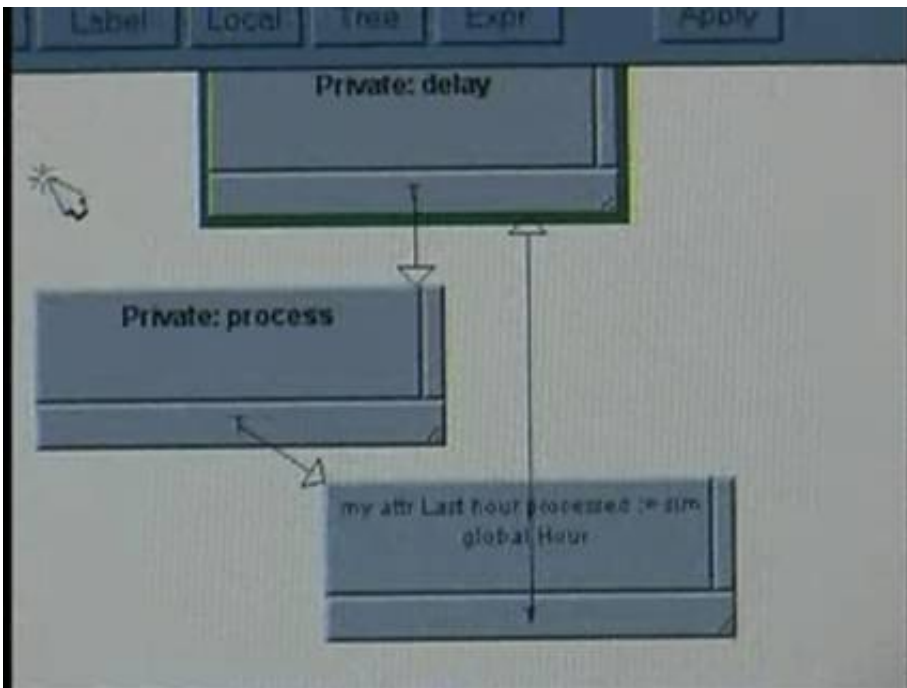 Label Local Tree Expr Apply
Private: delay
Private: process
my attr Last hour processed := sim
global Hour